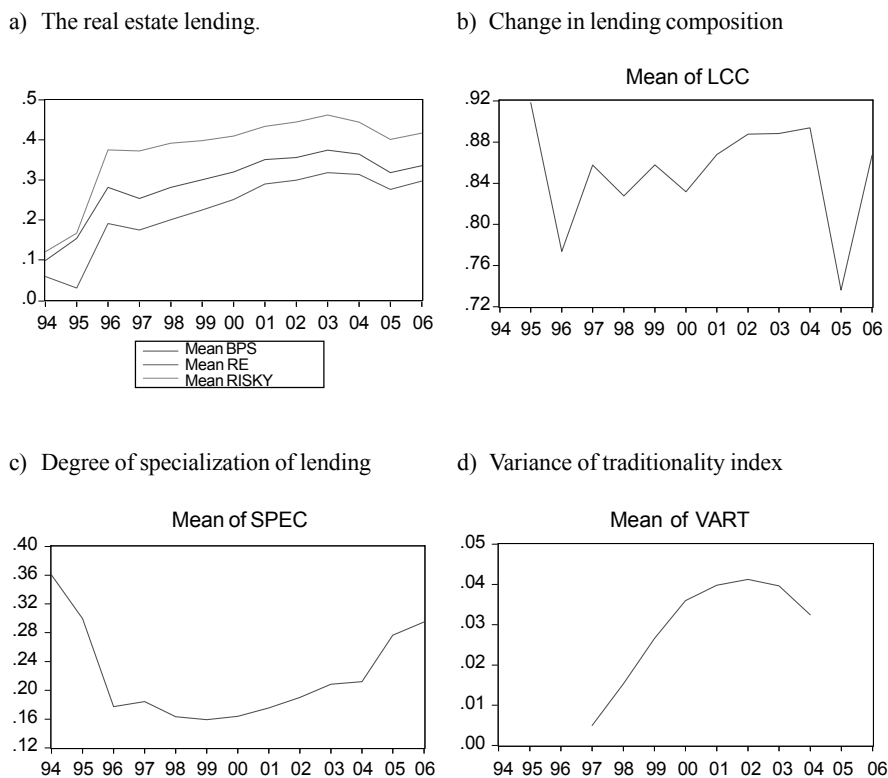 a) The real estate lending.
.5
.4
.3
.2
.1
.0
94 95 96 97 98 99 00 01 02 03 04 05 06
Mean BPS
Mean RE
Mean RISKY
b) Change in lending composition
Mean of LCC
.92
.88
.84
.80
.76
.72
94 95 96 97 98 99 00 01 02 03 04 05 06
c) Degree of specialization of lending
Mean of SPEC
.40
.36
.32
.28
.24
.20
.16
.12
94 95 96 97 98 99 00 01 02 03 04 05 06
d) Variance of traditionality index
Mean of VART
.05
.04
.03
.02
.01
.00
94 95 96 97 98 99 00 01 02 03 04 05 06